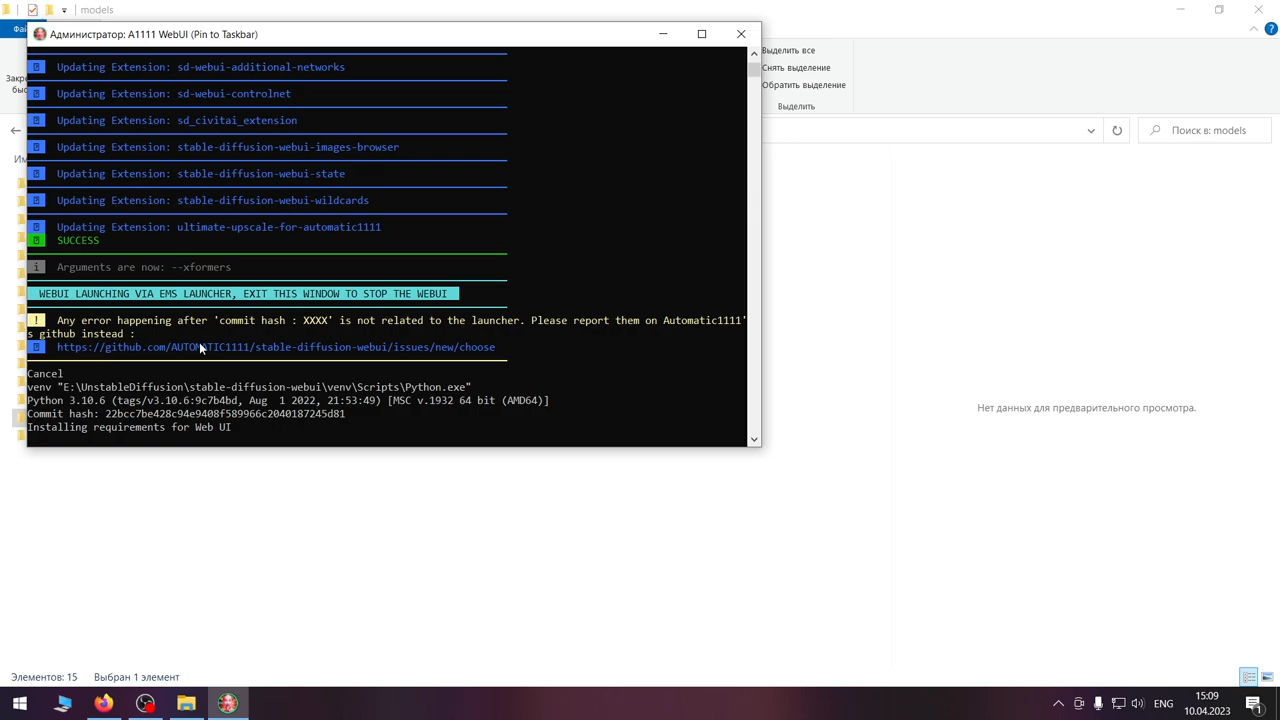 models
Фай
Администратор: A1111 WebUI (Pin to Taskbar)
Закре
быс
Выделить все
Снять выделение
Обратить выделение
Выделить
Поиск в: models
Им
Updating Extension: sd-webui-additional-networks
Updating Extension: sd-webui-controlnet
Updating Extension: sd_civitai_extension
Updating Extension: stable-diffusion-webui-images-browser
Updating Extension: stable-diffusion-webui-state
Updating Extension: stable-diffusion-webui-wildcards
Updating Extension: ultimate-upscale-for-automatic1111
SUCCESS
i Arguments are now: --xformers
WEBUI LAUNCHING VIA EMS LAUNCHER, EXIT THIS WINDOW TO STOP THE WEBUI
! Any error happening after 'commit hash : XXXX' is not related to the launcher. Please report them on Automatic1111'
s github instead :
https://github.com/AUTOMATIC1111/stable-diffusion-webui/issues/new/choose
Cancel
venv "E:\UnstableDiffusion\stable-diffusion-webui\venv\Scripts\Python.exe"
Python 3.10.6 (tags/v3.10.6:9c7b4bd, Aug  1 2022, 21:53:49) [MSC v.1932 64 bit (AMD64)]
Commit hash: 22bcc7be428c94e9408f589966c2040187245d81
Installing requirements for Web UI
Нет данных для предварительного просмотра.
Элементов: 15 Выбран 1 элемент
ENG
15:09
10.04.2023
1